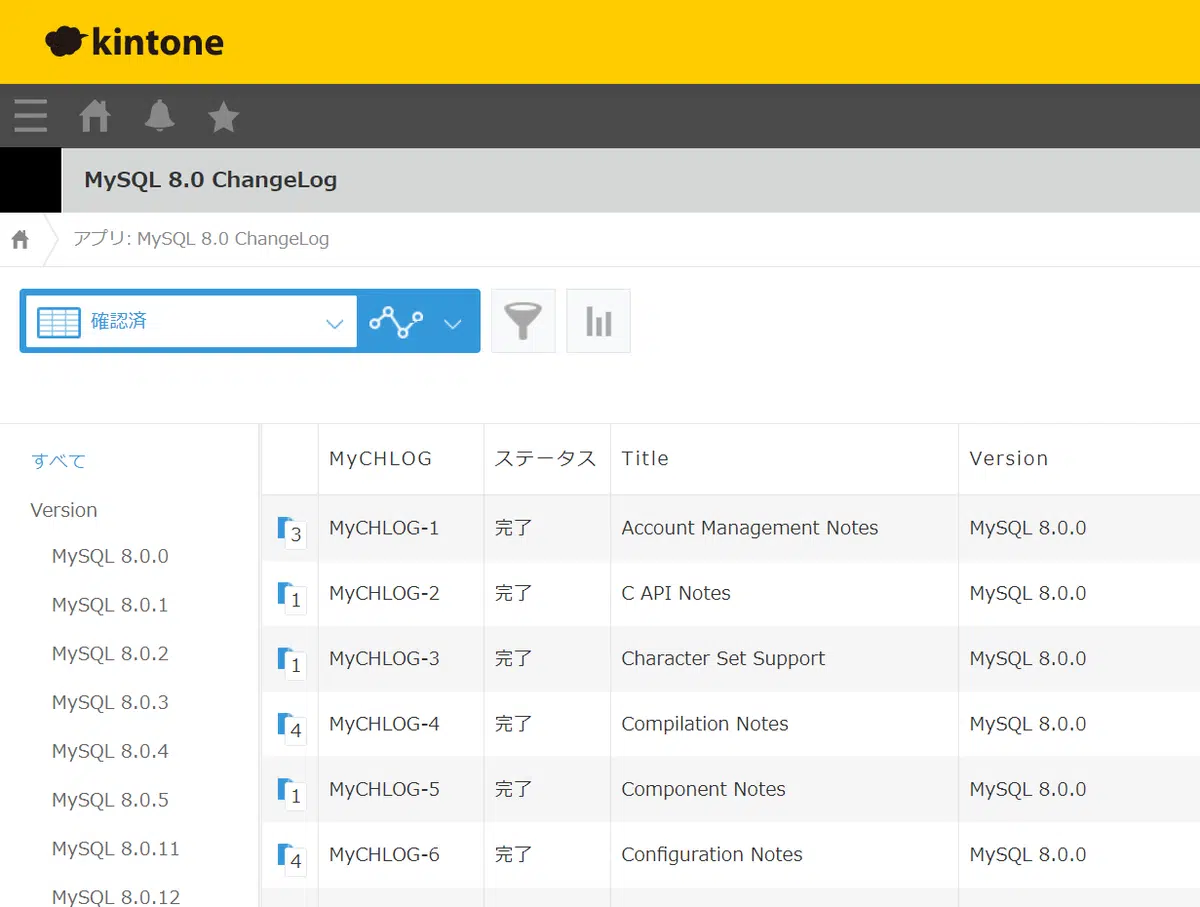 kintone
MySQL 8.0 ChangeLog
アプリ: MySQL 8.0 ChangeLog
確認済
すべて
Version
MySQL 8.0.0
MySQL 8.0.1
MySQL 8.0.2
MySQL 8.0.3
MySQL 8.0.4
MySQL 8.0.5
MySQL 8.0.11
MySQL 8.0.12
MyCHLOG ステータス Title Version
3 MyCHLOG-1 完了 Account Management Notes MySQL 8.0.0
1 MyCHLOG-2 完了 C API Notes MySQL 8.0.0
1 MyCHLOG-3 完了 Character Set Support MySQL 8.0.0
4 MyCHLOG-4 完了 Compilation Notes MySQL 8.0.0
1 MyCHLOG-5 完了 Component Notes MySQL 8.0.0
4 MyCHLOG-6 完了 Configuration Notes MySQL 8.0.0